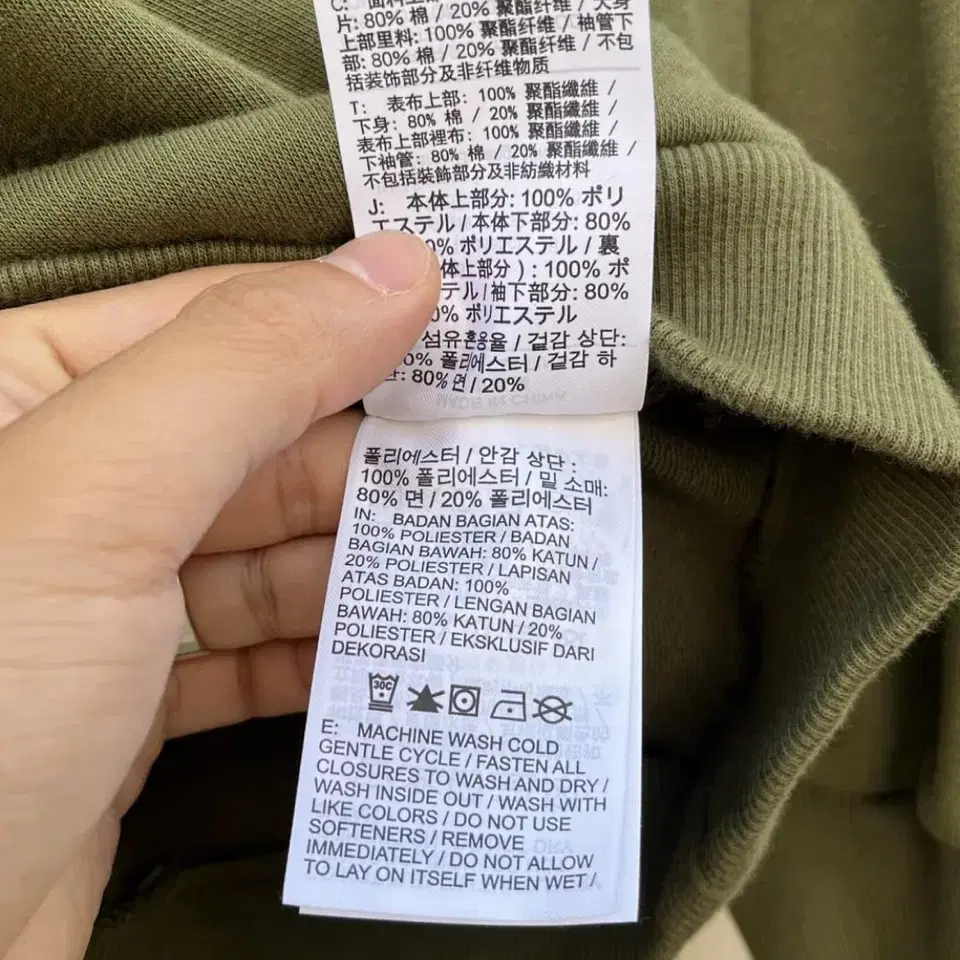 C: 面料上部
片: 80% 棉 / 20% 聚酯纤维 / 大身
上部里料: 100% 聚酯纤维 / 袖管下
部: 80% 棉 / 20% 聚酯纤维 / 不包
括装饰部分及非纤维物质
T: 表布上部: 100% 聚酯纖維 /
下身: 80% 棉 / 20% 聚酯纖維 /
表布上部裡布: 100% 聚酯纖維 /
下袖管: 80% 棉 / 20% 聚酯纖維 /
不包括裝飾部分及非紡織材料
J: 本体上部分: 100% ポリ
エステル / 本体下部分: 80%
0% ポリエステル / 裏
体上部分 ) : 100% ポ
テル / 袖下部分: 80%
0% ポリエステル
섬유혼용율 / 겉감 상단:
0% 폴리에스터 / 겉감 하
: 80% 면 / 20%
MADE IN CHINA
폴리에스터 / 안감 상단 :
100% 폴리에스터 / 밑 소매:
80% 면 / 20% 폴리에스터
IN: BADAN BAGIAN ATAS:
100% POLIESTER / BADAN
BAGIAN BAWAH: 80% KATUN /
20% POLIESTER / LAPISAN
ATAS BADAN: 100%
POLIESTER / LENGAN BAGIAN
BAWAH: 80% KATUN / 20%
POLIESTER / EKSKLUSIF DARI
DEKORASI
30C
E: MACHINE WASH COLD
GENTLE CYCLE / FASTEN ALL
CLOSURES TO WASH AND DRY /
WASH INSIDE OUT / WASH WITH
LIKE COLORS / DO NOT USE
SOFTENERS / REMOVE
IMMEDIATELY / DO NOT ALLOW
TO LAY ON ITSELF WHEN WET /